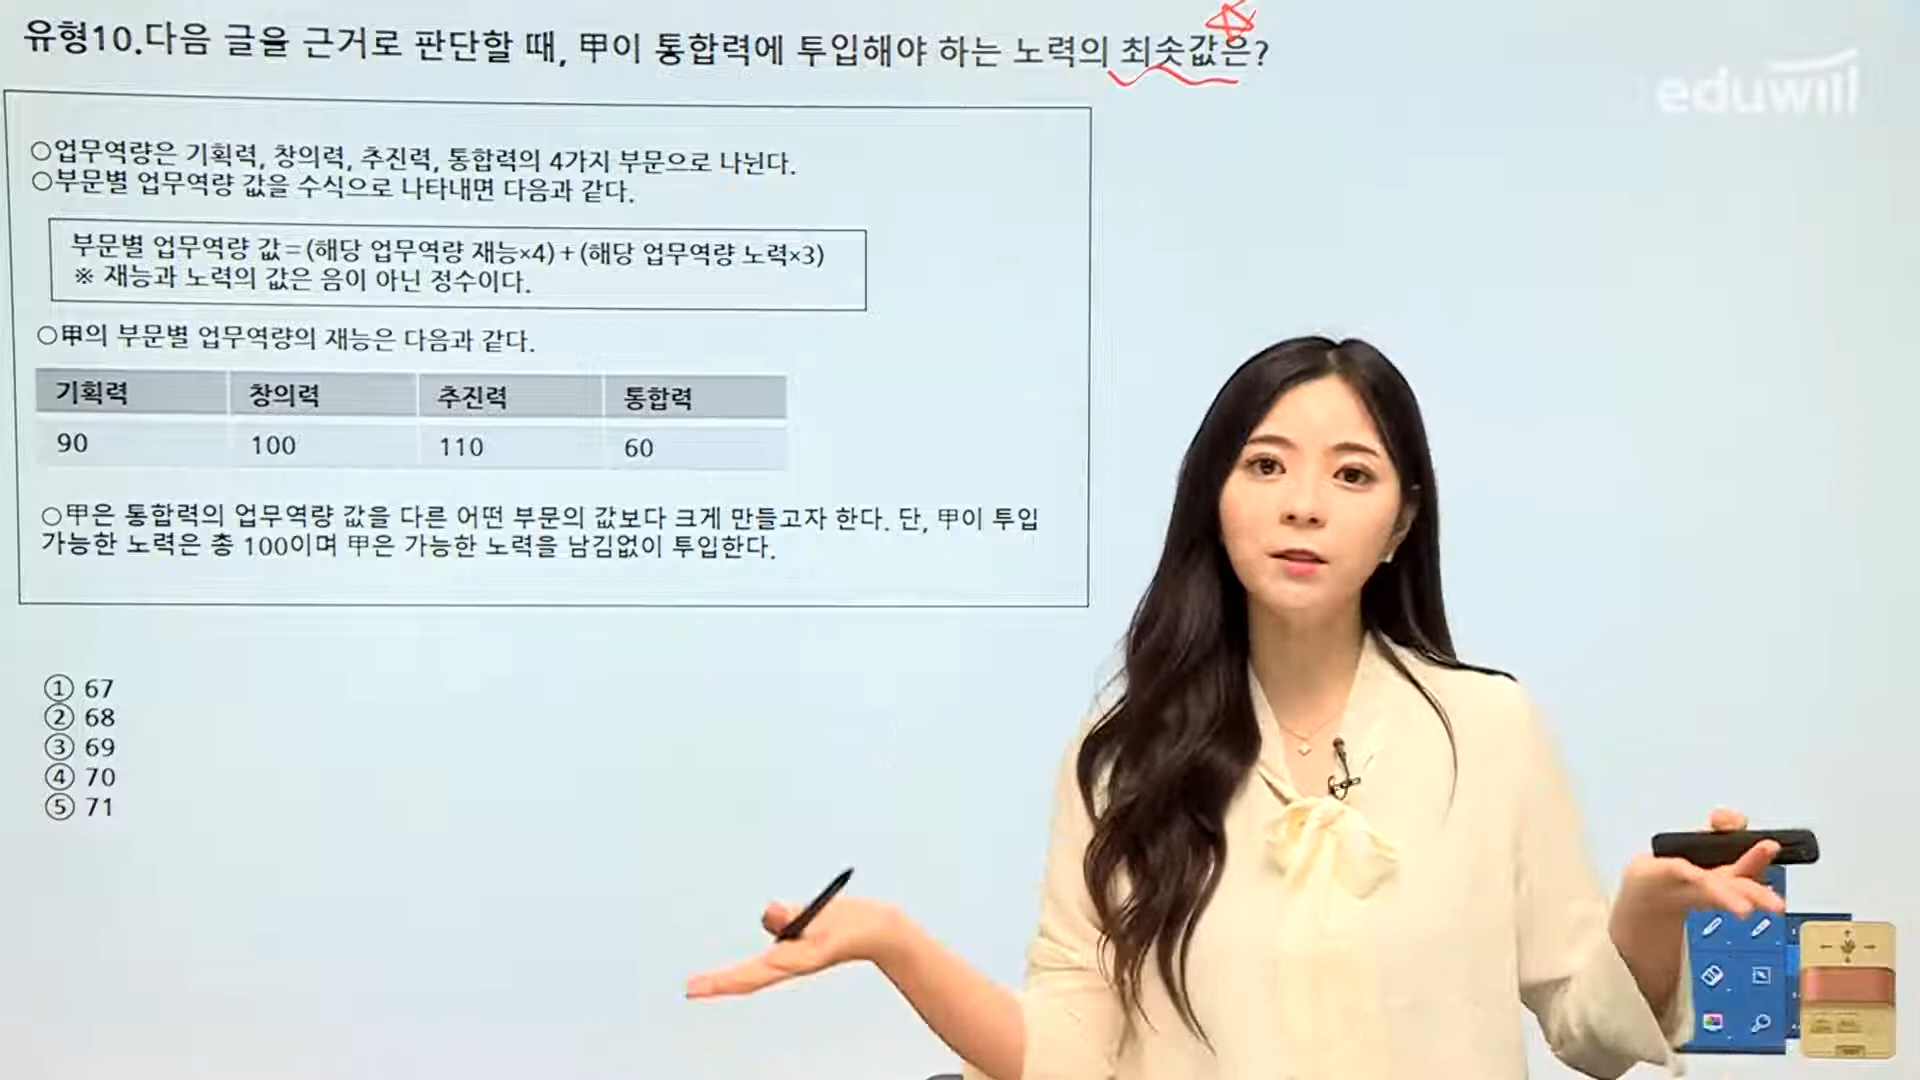 유형10.다음 글을 근거로 판단할 때, 甲이 통합력에 투입해야 하는 노력의 최솟값은?
eduwill
○업무역량은 기획력, 창의력, 추진력, 통합력의 4가지 부문으로 나뉜다.
○부문별 업무역량 값을 수식으로 나타내면 다음과 같다.
부문별 업무역량 값=(해당 업무역량 재능×4)+(해당 업무역량 노력×3)
※ 재능과 노력의 값은 음이 아닌 정수이다.
○甲의 부문별 업무역량의 재능은 다음과 같다.
기획력 창의력 추진력 통합력
90 100 110 60
○甲은 통합력의 업무역량 값을 다른 어떤 부문의 값보다 크게 만들고자 한다. 단, 甲이 투입
가능한 노력은 총 100이며 甲은 가능한 노력을 남김없이 투입한다.
① 67
② 68
③ 69
④ 70
⑤ 71